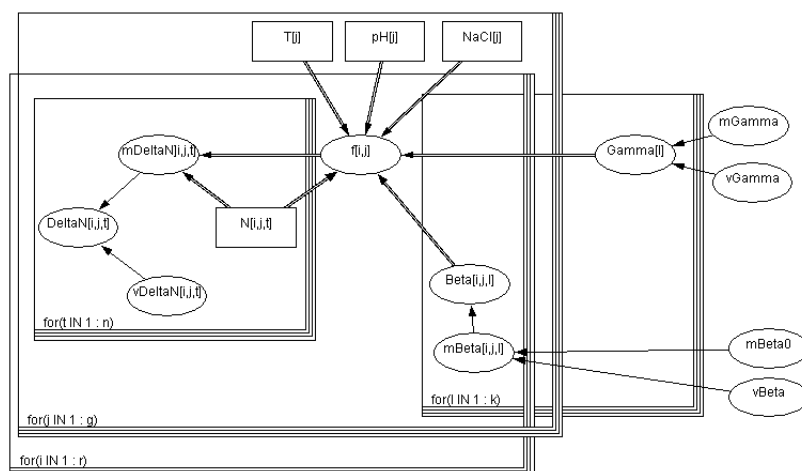 T[j]
pH[j]
NaCl[j]
mGamma
mDeltaN[i,j,t]
f[i,j]
Gamma[l]
vGamma
DeltaN[i,j,t]
N[i,j,t]
Beta[i,j,l]
vDeltaN[i,j,t]
for(t IN 1 : n)
mBeta[i,j,l]
mBeta0
vBeta
for(l IN 1 : k)
for(j IN 1 : g)
for(i IN 1 : r)